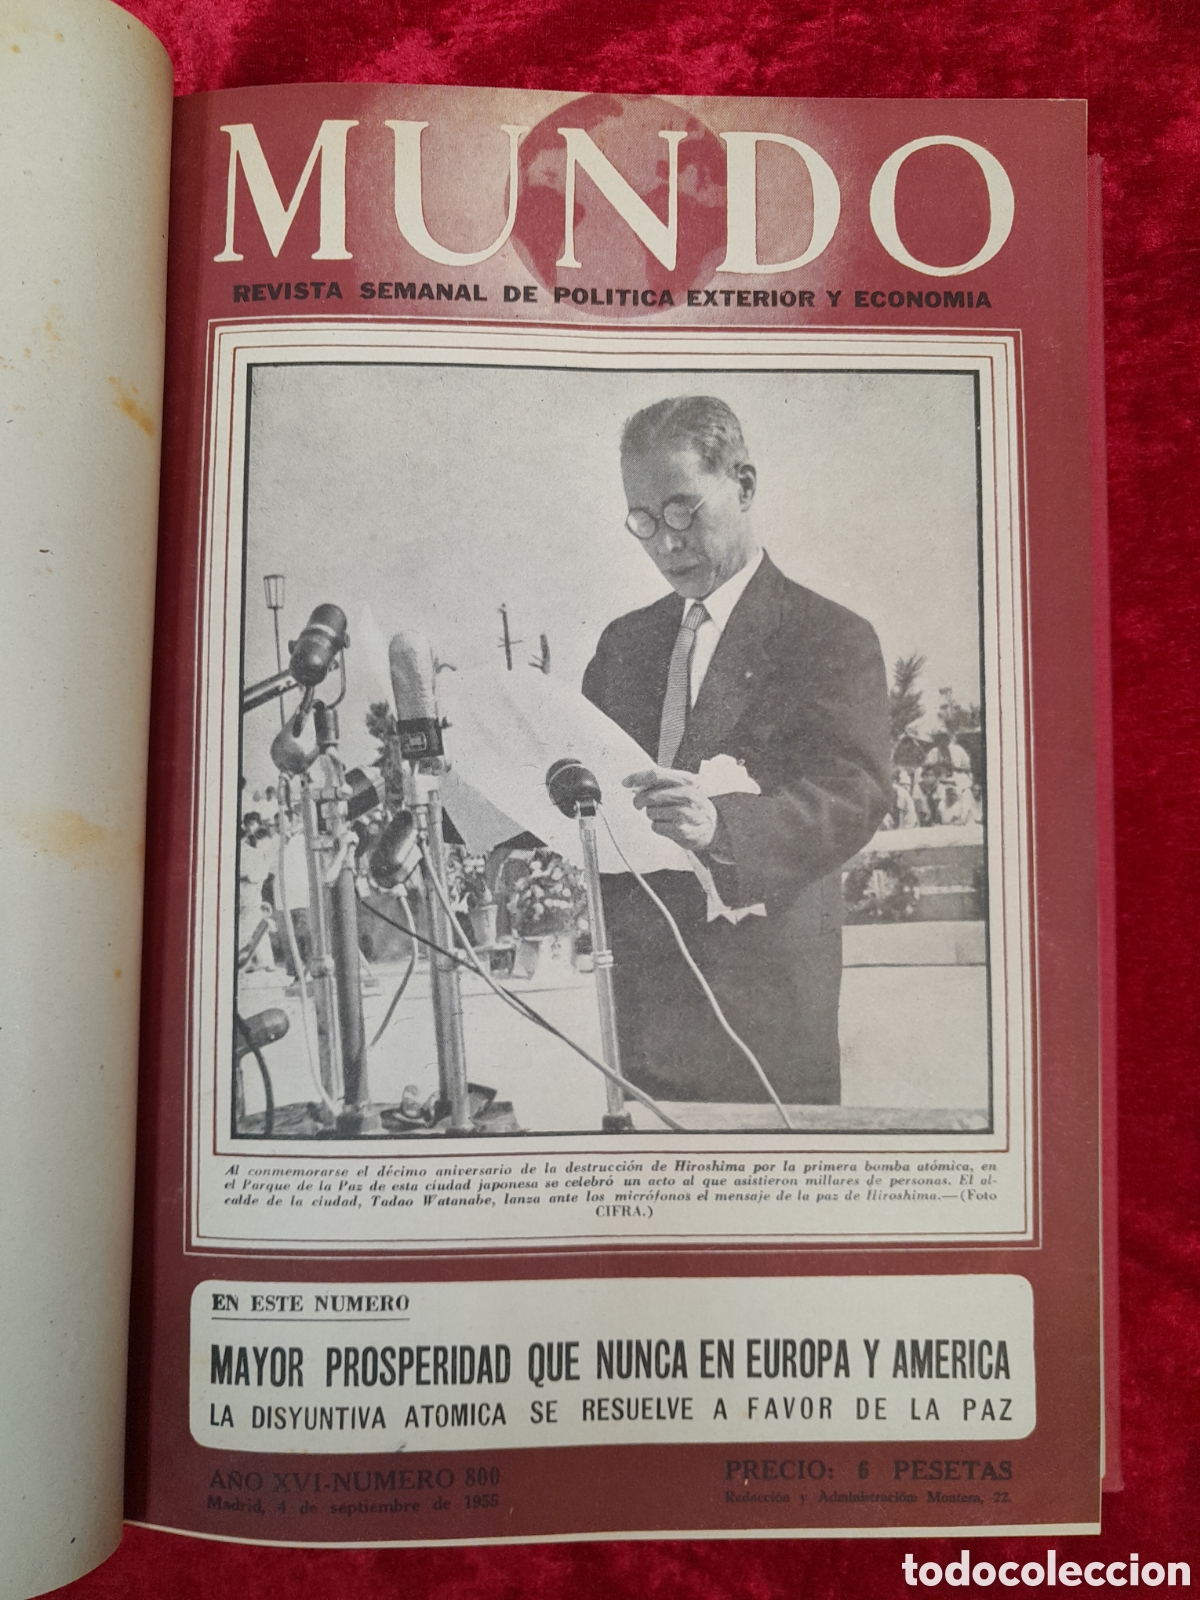 MUNDO
REVISTA SEMANAL DE POLITICA EXTERIOR Y ECONOMIA
Al conmemorarse el décimo aniversario de la destrucción de Hiroshima por la primera bomba atómica, en
el Parque de la Paz de esta ciudad japonesa se celebró un acto al que asistieron millares de personas. El al-
calde de la ciudad, Tadao Watanabe, lanza ante los micrófonos el mensaje de la paz de Hiroshima.—(Foto
CIFRA.)
EN ESTE NUMERO
MAYOR PROSPERIDAD QUE NUNCA EN EUROPA Y AMERICA
LA DISYUNTIVA ATOMICA SE RESUELVE A FAVOR DE LA PAZ
AÑO XVI-NUMERO 800
Madrid, 4 de septiembre de 1955
PRECIO: 6 PESETAS
Redacción y Administración: Montera, 22.
todocoleccion